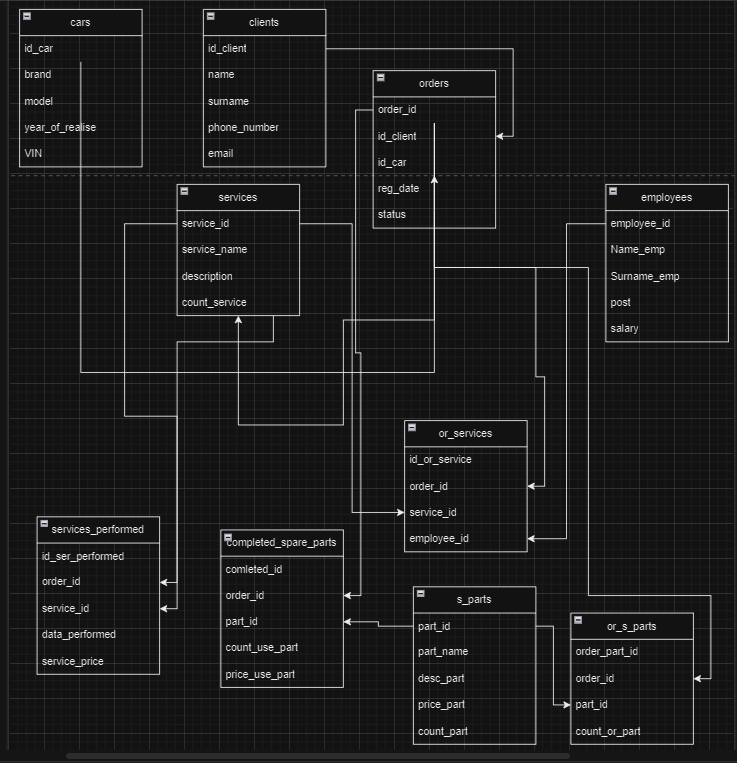 cars
id_car
brand
model
year_of_realise
VIN
clients
id_client
name
surname
phone_number
email
orders
order_id
id_client
id_car
reg_date
status
services
service_id
service_name
description
count_service
employees
employee_id
Name_emp
Surname_emp
post
salary
or_services
id_or_service
order_id
service_id
employee_id
services_performed
id_ser_performed
order_id
service_id
data_performed
service_price
completed_spare_parts
comleted_id
order_id
part_id
count_use_part
price_use_part
s_parts
part_id
part_name
desc_part
price_part
count_part
or_s_parts
order_part_id
order_id
part_id
count_or_part